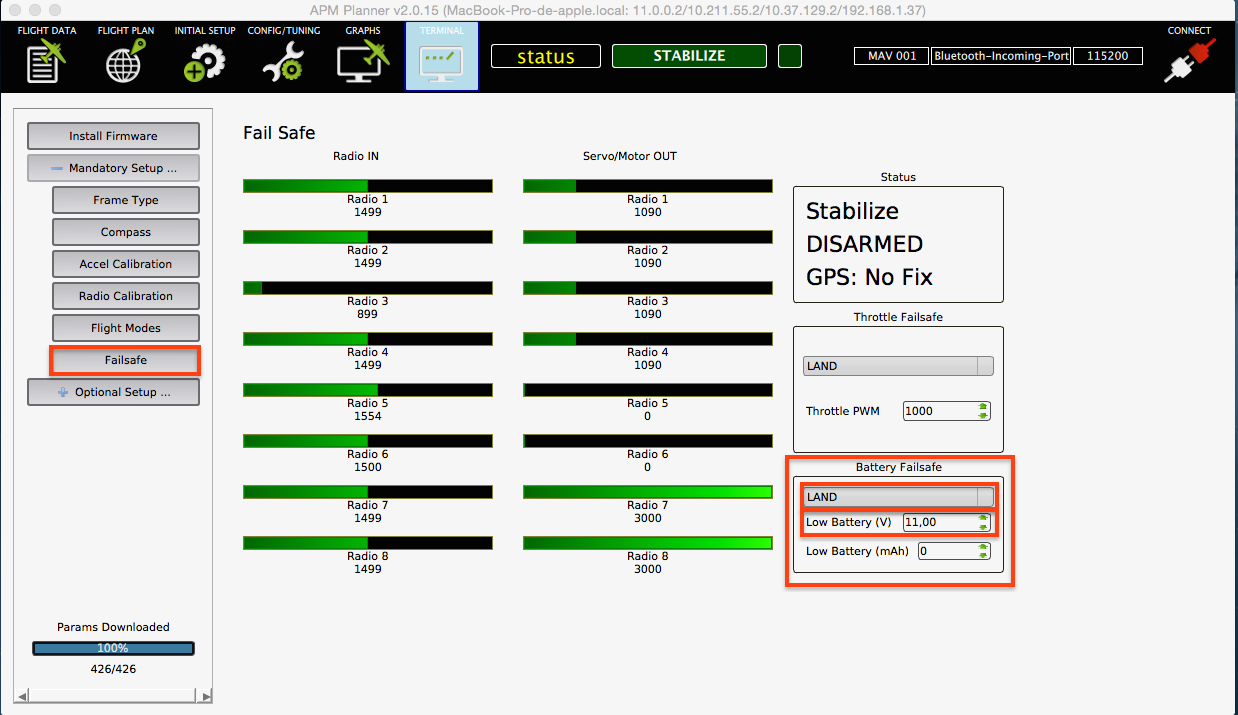 APM Planner v2.0.15 (MacBook-Pro-de-apple.local: 11.0.0.2/10.211.55.2/10.37.129.2/192.168.1.37)
FLIGHT DATA
FLIGHT PLAN
INITIAL SETUP
CONFIG/TUNING
GRAPHS
TERMINAL
status
STABILIZE
MAV 001
Bluetooth-Incoming-Port
115200
CONNECT
Install Firmware
Mandatory Setup ...
Frame Type
Compass
Accel Calibration
Radio Calibration
Flight Modes
Failsafe
Optional Setup ...
Params Downloaded
100%
426/426
Fail Safe
Radio IN
Radio 1
1499
Radio 2
1499
Radio 3
899
Radio 4
1499
Radio 5
1554
Radio 6
1500
Radio 7
1499
Radio 8
1499
Servo/Motor OUT
Radio 1
1090
Radio 2
1090
Radio 3
1090
Radio 4
1090
Radio 5
0
Radio 6
0
Radio 7
3000
Radio 8
3000
Status
Stabilize
DISARMED
GPS: No Fix
Throttle Failsafe
LAND
Throttle PWM 1000
Battery Failsafe
LAND
Low Battery (V) 11,00
Low Battery (mAh) 0